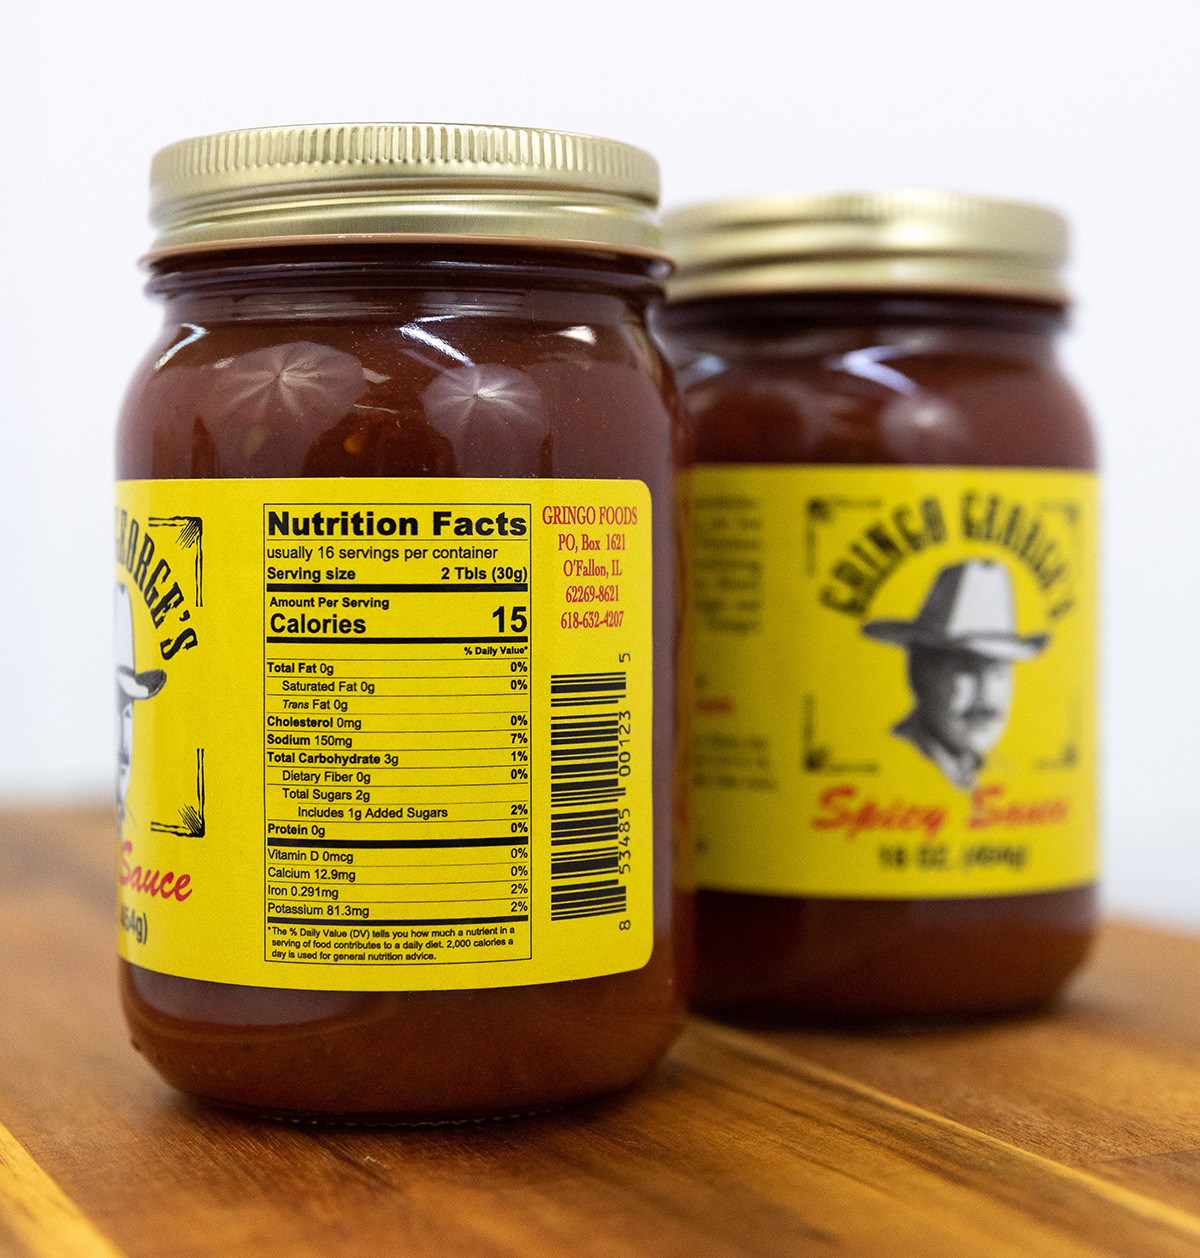 GEORGE'S
Sauce
454g)
Nutrition Facts
usually 16 servings per container
Serving size 2 Tbls (30g)
Amount Per Serving
Calories 15
% Daily Value*
Total Fat 0g 0%
Saturated Fat 0g 0%
Trans Fat 0g
Cholesterol 0mg 0%
Sodium 150mg 7%
Total Carbohydrate 3g 1%
Dietary Fiber 0g 0%
Total Sugars 2g
Includes 1g Added Sugars 2%
Protein 0g 0%
Vitamin D 0mcg 0%
Calcium 12.9mg 0%
Iron 0.291mg 2%
Potassium 81.3mg 2%
*The % Daily Value (DV) tells you how much a nutrient in a
serving of food contributes to a daily diet. 2,000 calories a
day is used for general nutrition advice.
GRINGO FOODS
PO, Box 1621
O'Fallon, IL
62269-8621
618-632-4207
8 53485 00123 5
GRINGO GEORGE'S
Spicy Sauce
16 OZ. (454g)